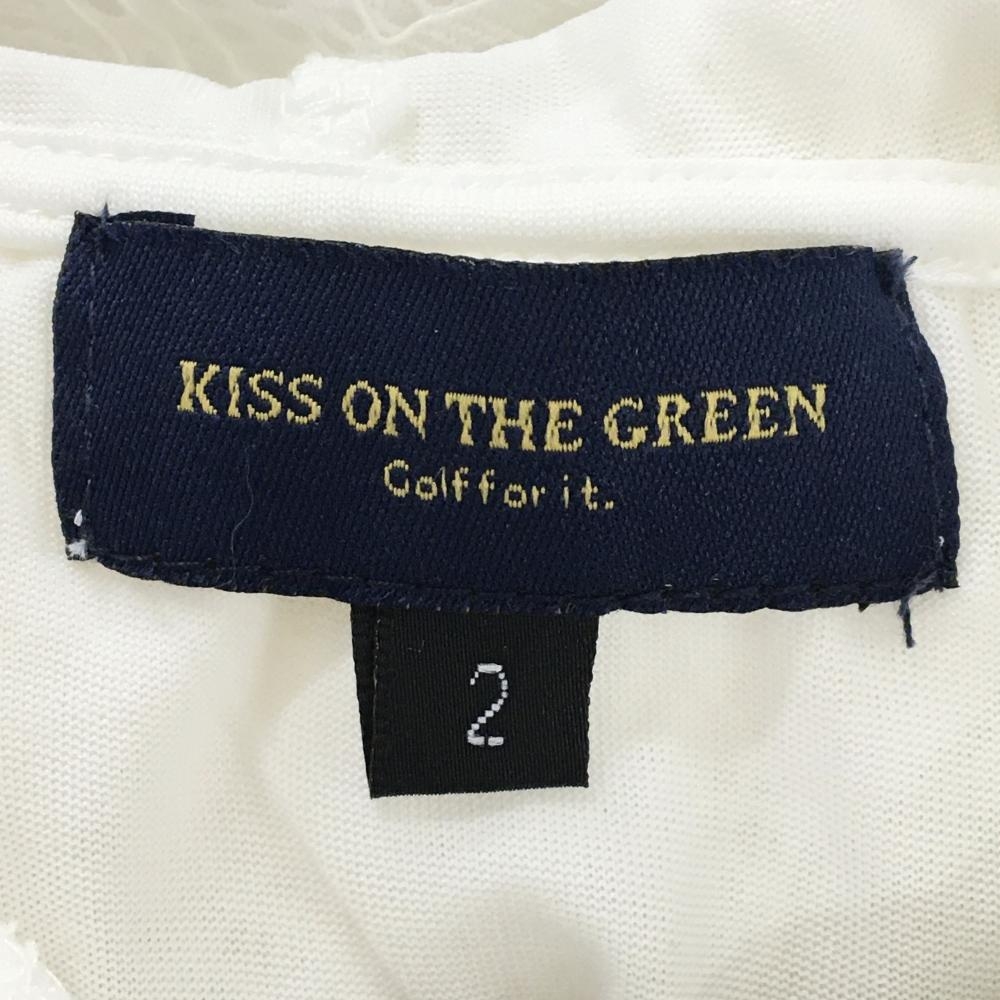 KISS ON THE GREEN
Golf for it.
2